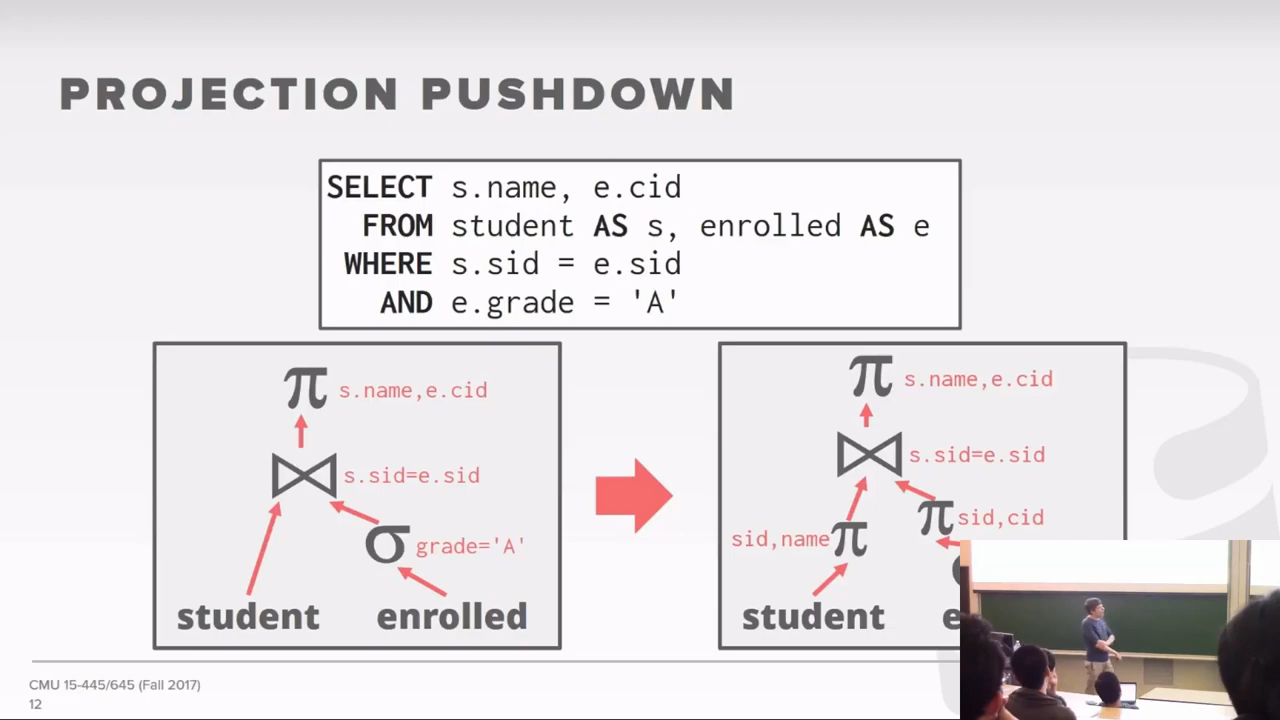 PROJECTION PUSHDOWN
SELECT s.name, e.cid
FROM student AS s, enrolled AS e
WHERE s.sid = e.sid
AND e.grade = 'A'
π s.name,e.cid
⋈ s.sid=e.sid
σ grade='A'
student enrolled
π s.name,e.cid
⋈ s.sid=e.sid
π sid,cid
sid,name π
student e
CMU 15-445/645 (Fall 2017)
12